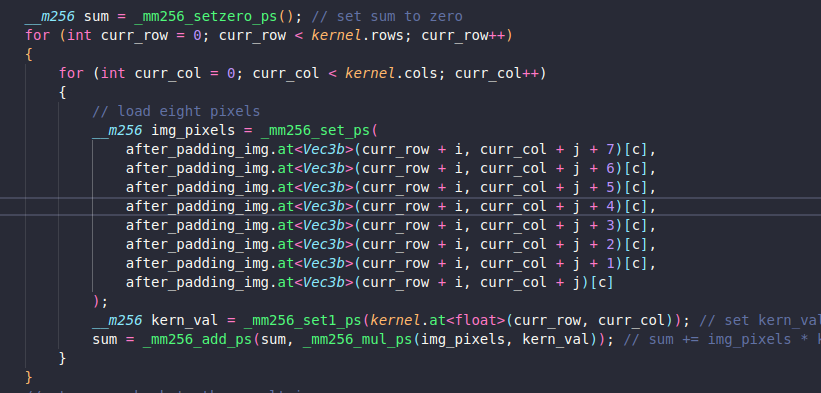 __m256 sum = _mm256_setzero_ps(); // set sum to zero
for (int curr_row = 0; curr_row < kernel.rows; curr_row++)
{
for (int curr_col = 0; curr_col < kernel.cols; curr_col++)
{
// load eight pixels
__m256 img_pixels = _mm256_set_ps(
after_padding_img.at<Vec3b>(curr_row + i, curr_col + j + 7)[c],
after_padding_img.at<Vec3b>(curr_row + i, curr_col + j + 6)[c],
after_padding_img.at<Vec3b>(curr_row + i, curr_col + j + 5)[c],
after_padding_img.at<Vec3b>(curr_row + i, curr_col + j + 4)[c],
after_padding_img.at<Vec3b>(curr_row + i, curr_col + j + 3)[c],
after_padding_img.at<Vec3b>(curr_row + i, curr_col + j + 2)[c],
after_padding_img.at<Vec3b>(curr_row + i, curr_col + j + 1)[c],
after_padding_img.at<Vec3b>(curr_row + i, curr_col + j)[c]
);
__m256 kern_val = _mm256_set1_ps(kernel.at<float>(curr_row, curr_col)); // set kern_val
sum = _mm256_add_ps(sum, _mm256_mul_ps(img_pixels, kern_val)); // sum += img_pixels *
}
}